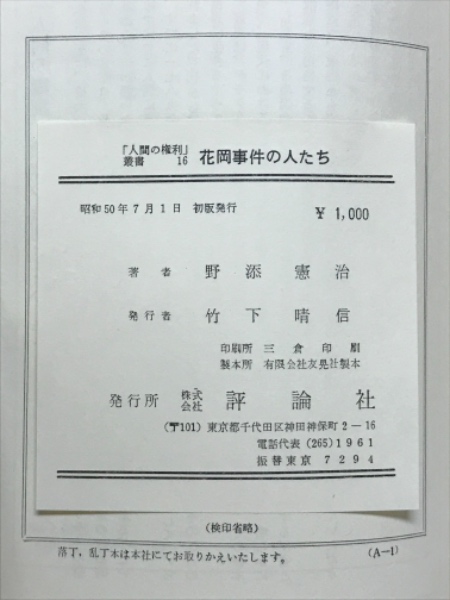 「人間の権利」
叢書 16 花岡事件の人たち
昭和50年7月1日 初版発行 ¥ 1,000
著者 野添憲治
発行者 竹下晴信
印刷所 三倉印刷
製本所 有限会社友晃社製本
発行所 株式会社 評論社
(〒101) 東京都千代田区神田神保町2－16
電話代表 (265) 1961
振替東京 7294
(検印省略)
落丁，乱丁本は本社にてお取りかえいたします。 (A－1)